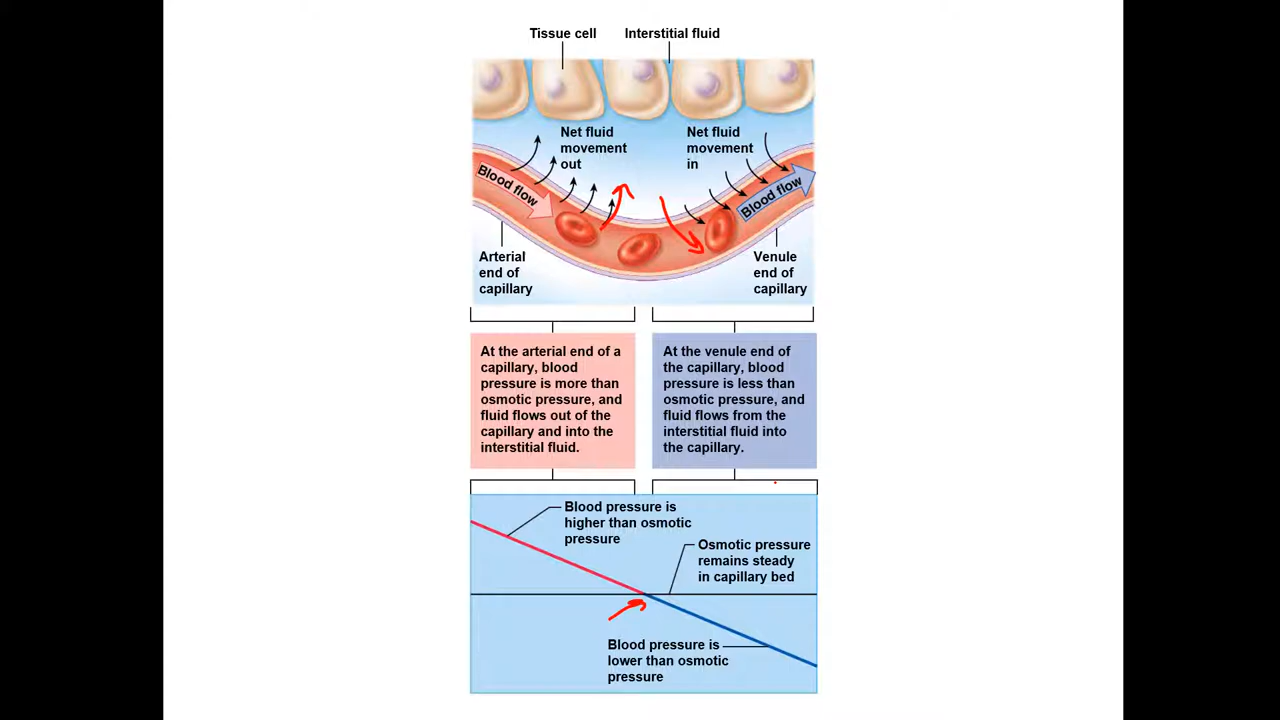 Tissue cell
Interstitial fluid
Net fluid
movement
out
Net fluid
movement
in
Blood flow
Blood flow
Arterial
end of
capillary
Venule
end of
capillary
At the arterial end of a
capillary, blood
pressure is more than
osmotic pressure, and
fluid flows out of the
capillary and into the
interstitial fluid.
At the venule end of
the capillary, blood
pressure is less than
osmotic pressure, and
fluid flows from the
interstitial fluid into
the capillary.
Blood pressure is
higher than osmotic
pressure
Osmotic pressure
remains steady
in capillary bed
Blood pressure is
lower than osmotic
pressure